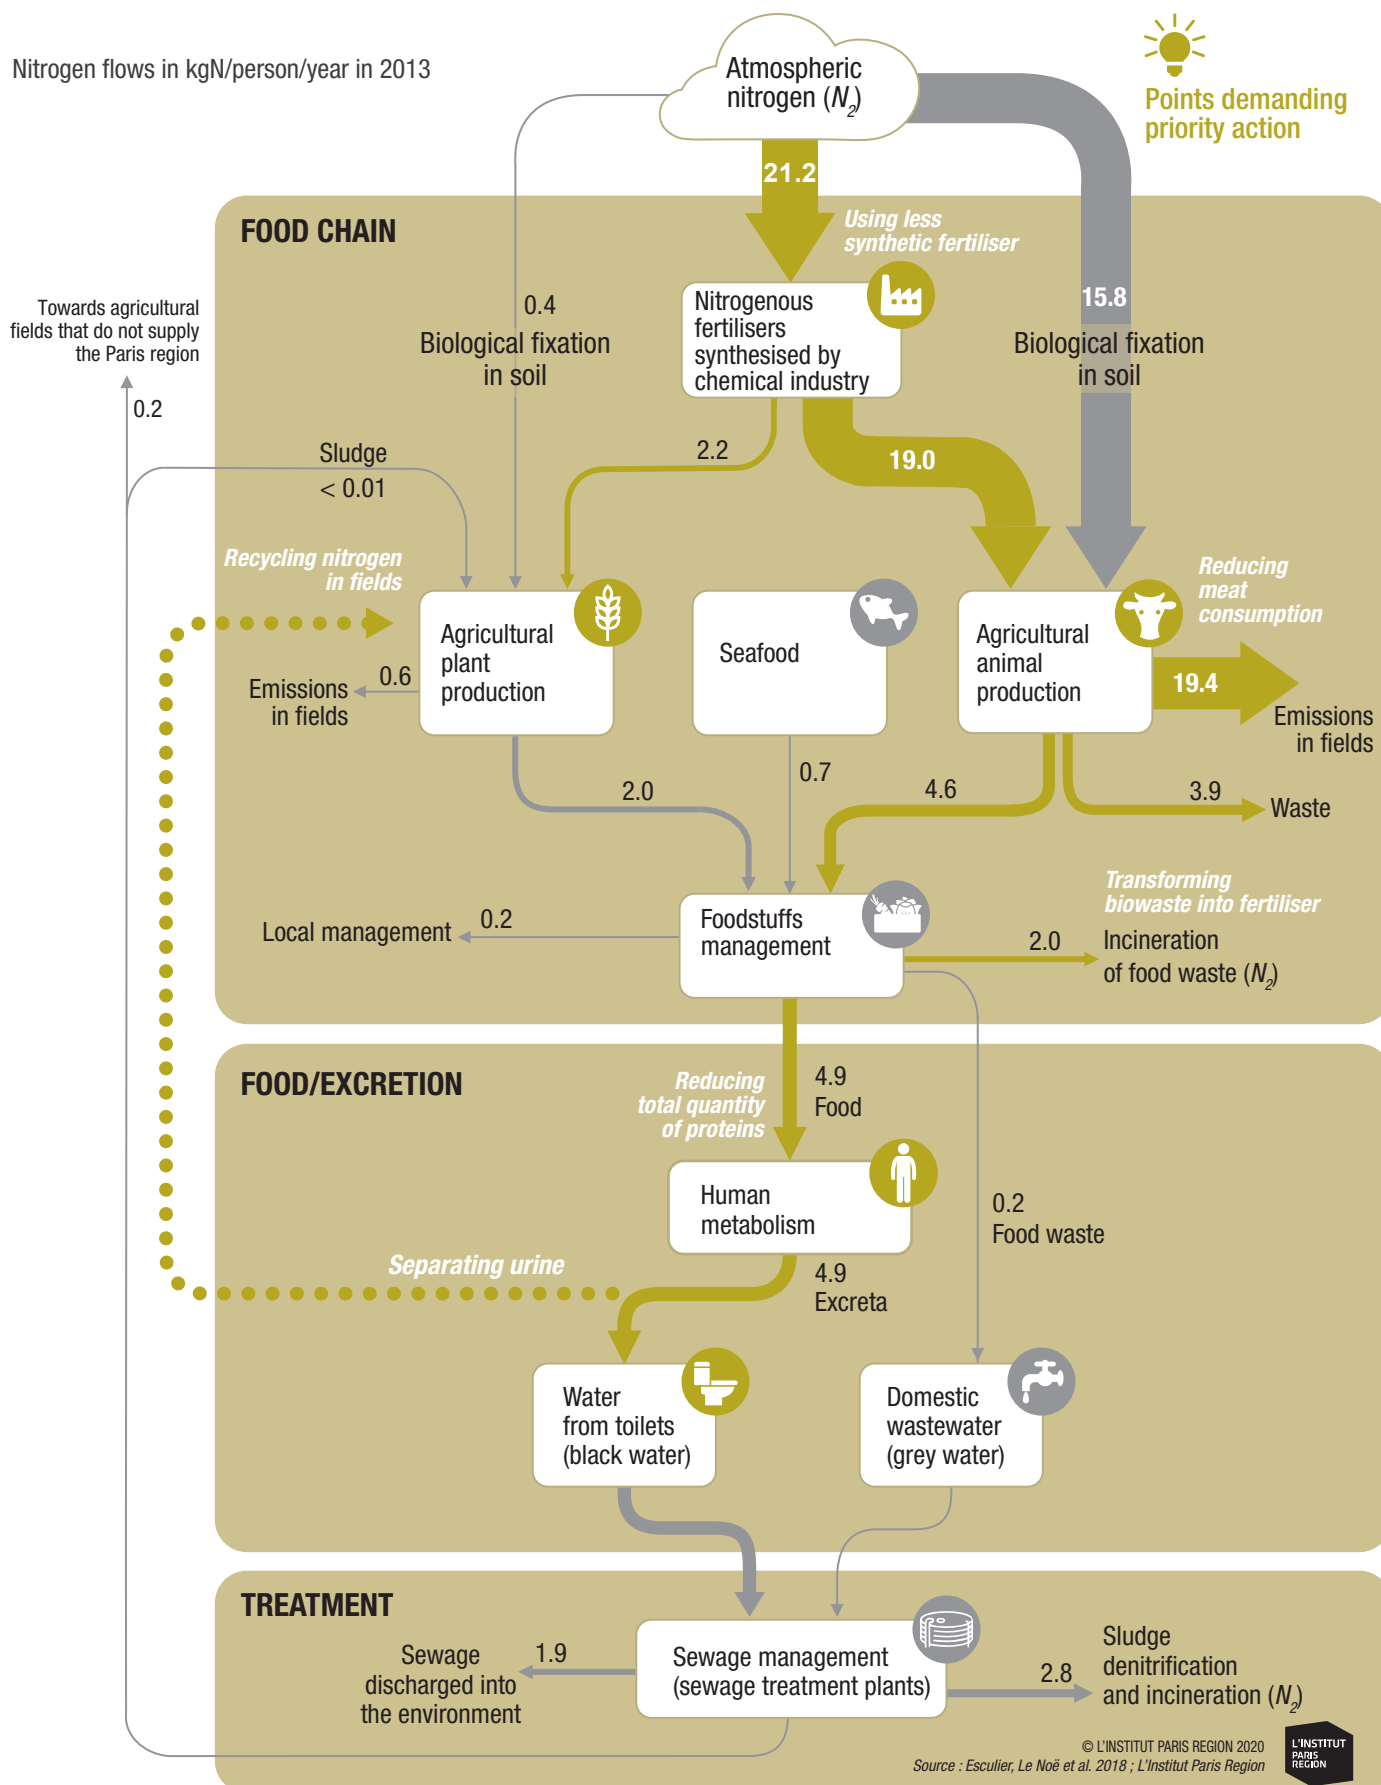 Nitrogen flows in kgN/person/year in 2013
Atmospheric
nitrogen (N2)
Points demanding
priority action
21.2
FOOD CHAIN
Using less
synthetic fertiliser
Towards agricultural
fields that do not supply
the Paris region
0.2
0.4
Biological fixation
in soil
Nitrogenous
fertilisers
synthesised by
chemical industry
15.8
Biological fixation
in soil
Sludge
< 0.01
2.2
19.0
Recycling nitrogen
in fields
Reducing
meat
consumption
Agricultural
plant
production
Seafood
Agricultural
animal
production
0.6
Emissions
in fields
19.4
Emissions
in fields
2.0
0.7
4.6
3.9
Waste
Transforming
biowaste into fertiliser
Local management
0.2
Foodstuffs
management
2.0
Incineration
of food waste (N2)
FOOD/EXCRETION
Reducing
total quantity
of proteins
4.9
Food
Human
metabolism
0.2
Food waste
Separating urine
4.9
Excreta
Water
from toilets
(black water)
Domestic
wastewater
(grey water)
TREATMENT
Sewage
discharged into
the environment
1.9
Sewage management
(sewage treatment plants)
2.8
Sludge
denitrification
and incineration (N2)
© L'INSTITUT PARIS REGION 2020
Source : Esculier, Le Noë et al. 2018 ; L'Institut Paris Region
L'INSTITUT
PARIS
REGION